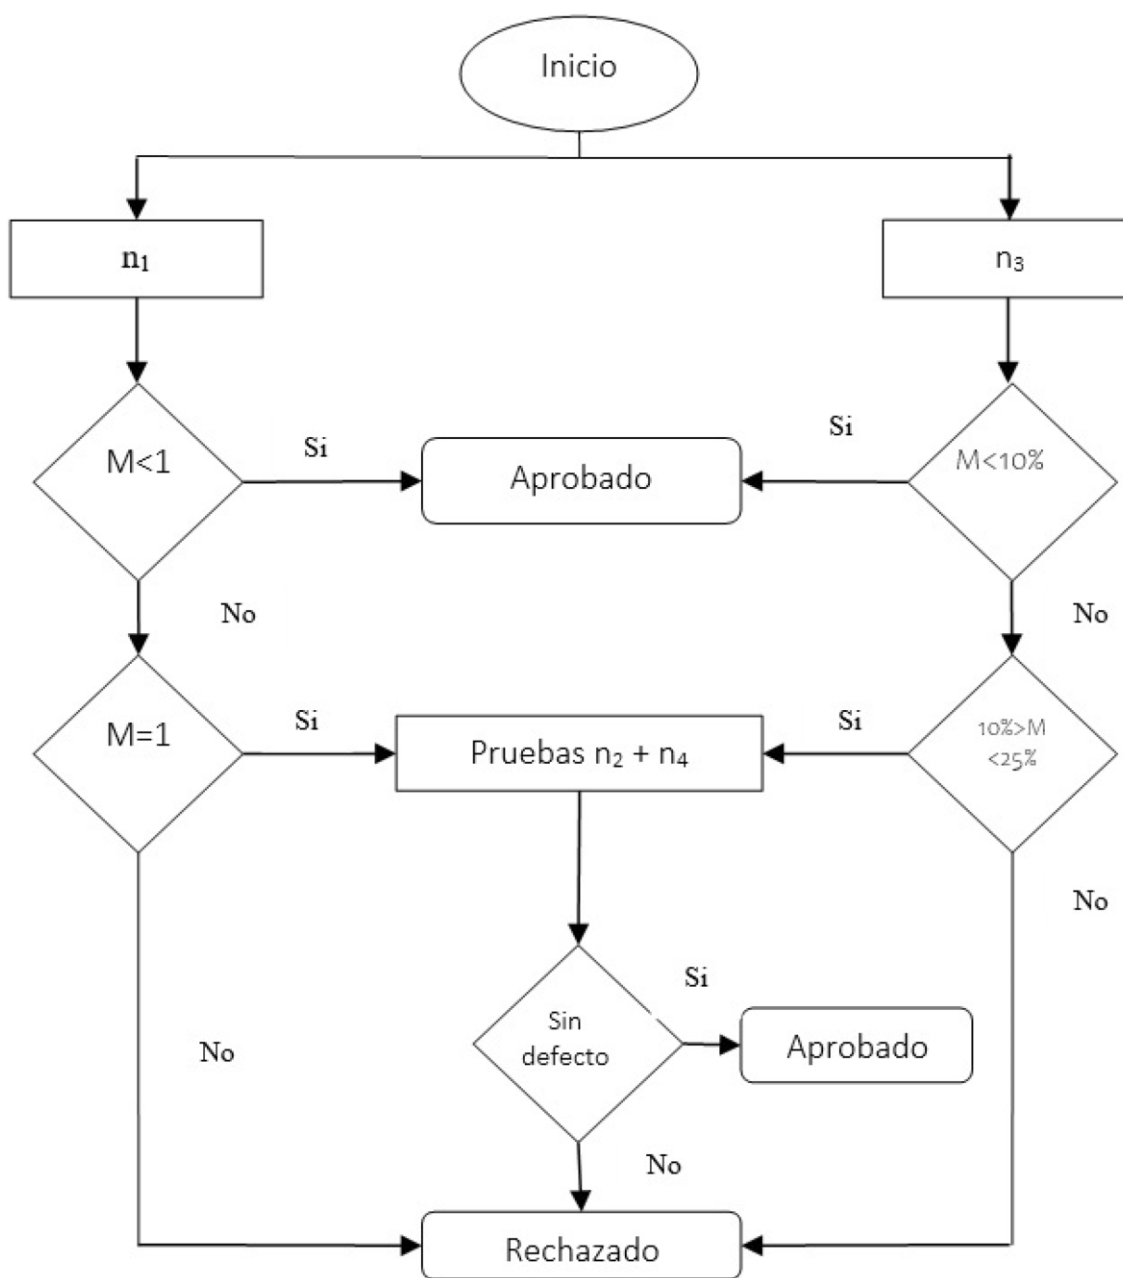 Inicio
n₁
n₃
M<1
Si
Aprobado
Si
M<10%
No
No
M=1
Si
Pruebas n₂ + n₄
Si
10%>M
<25%
No
Sin
defecto
Si
Aprobado
No
No
Rechazado